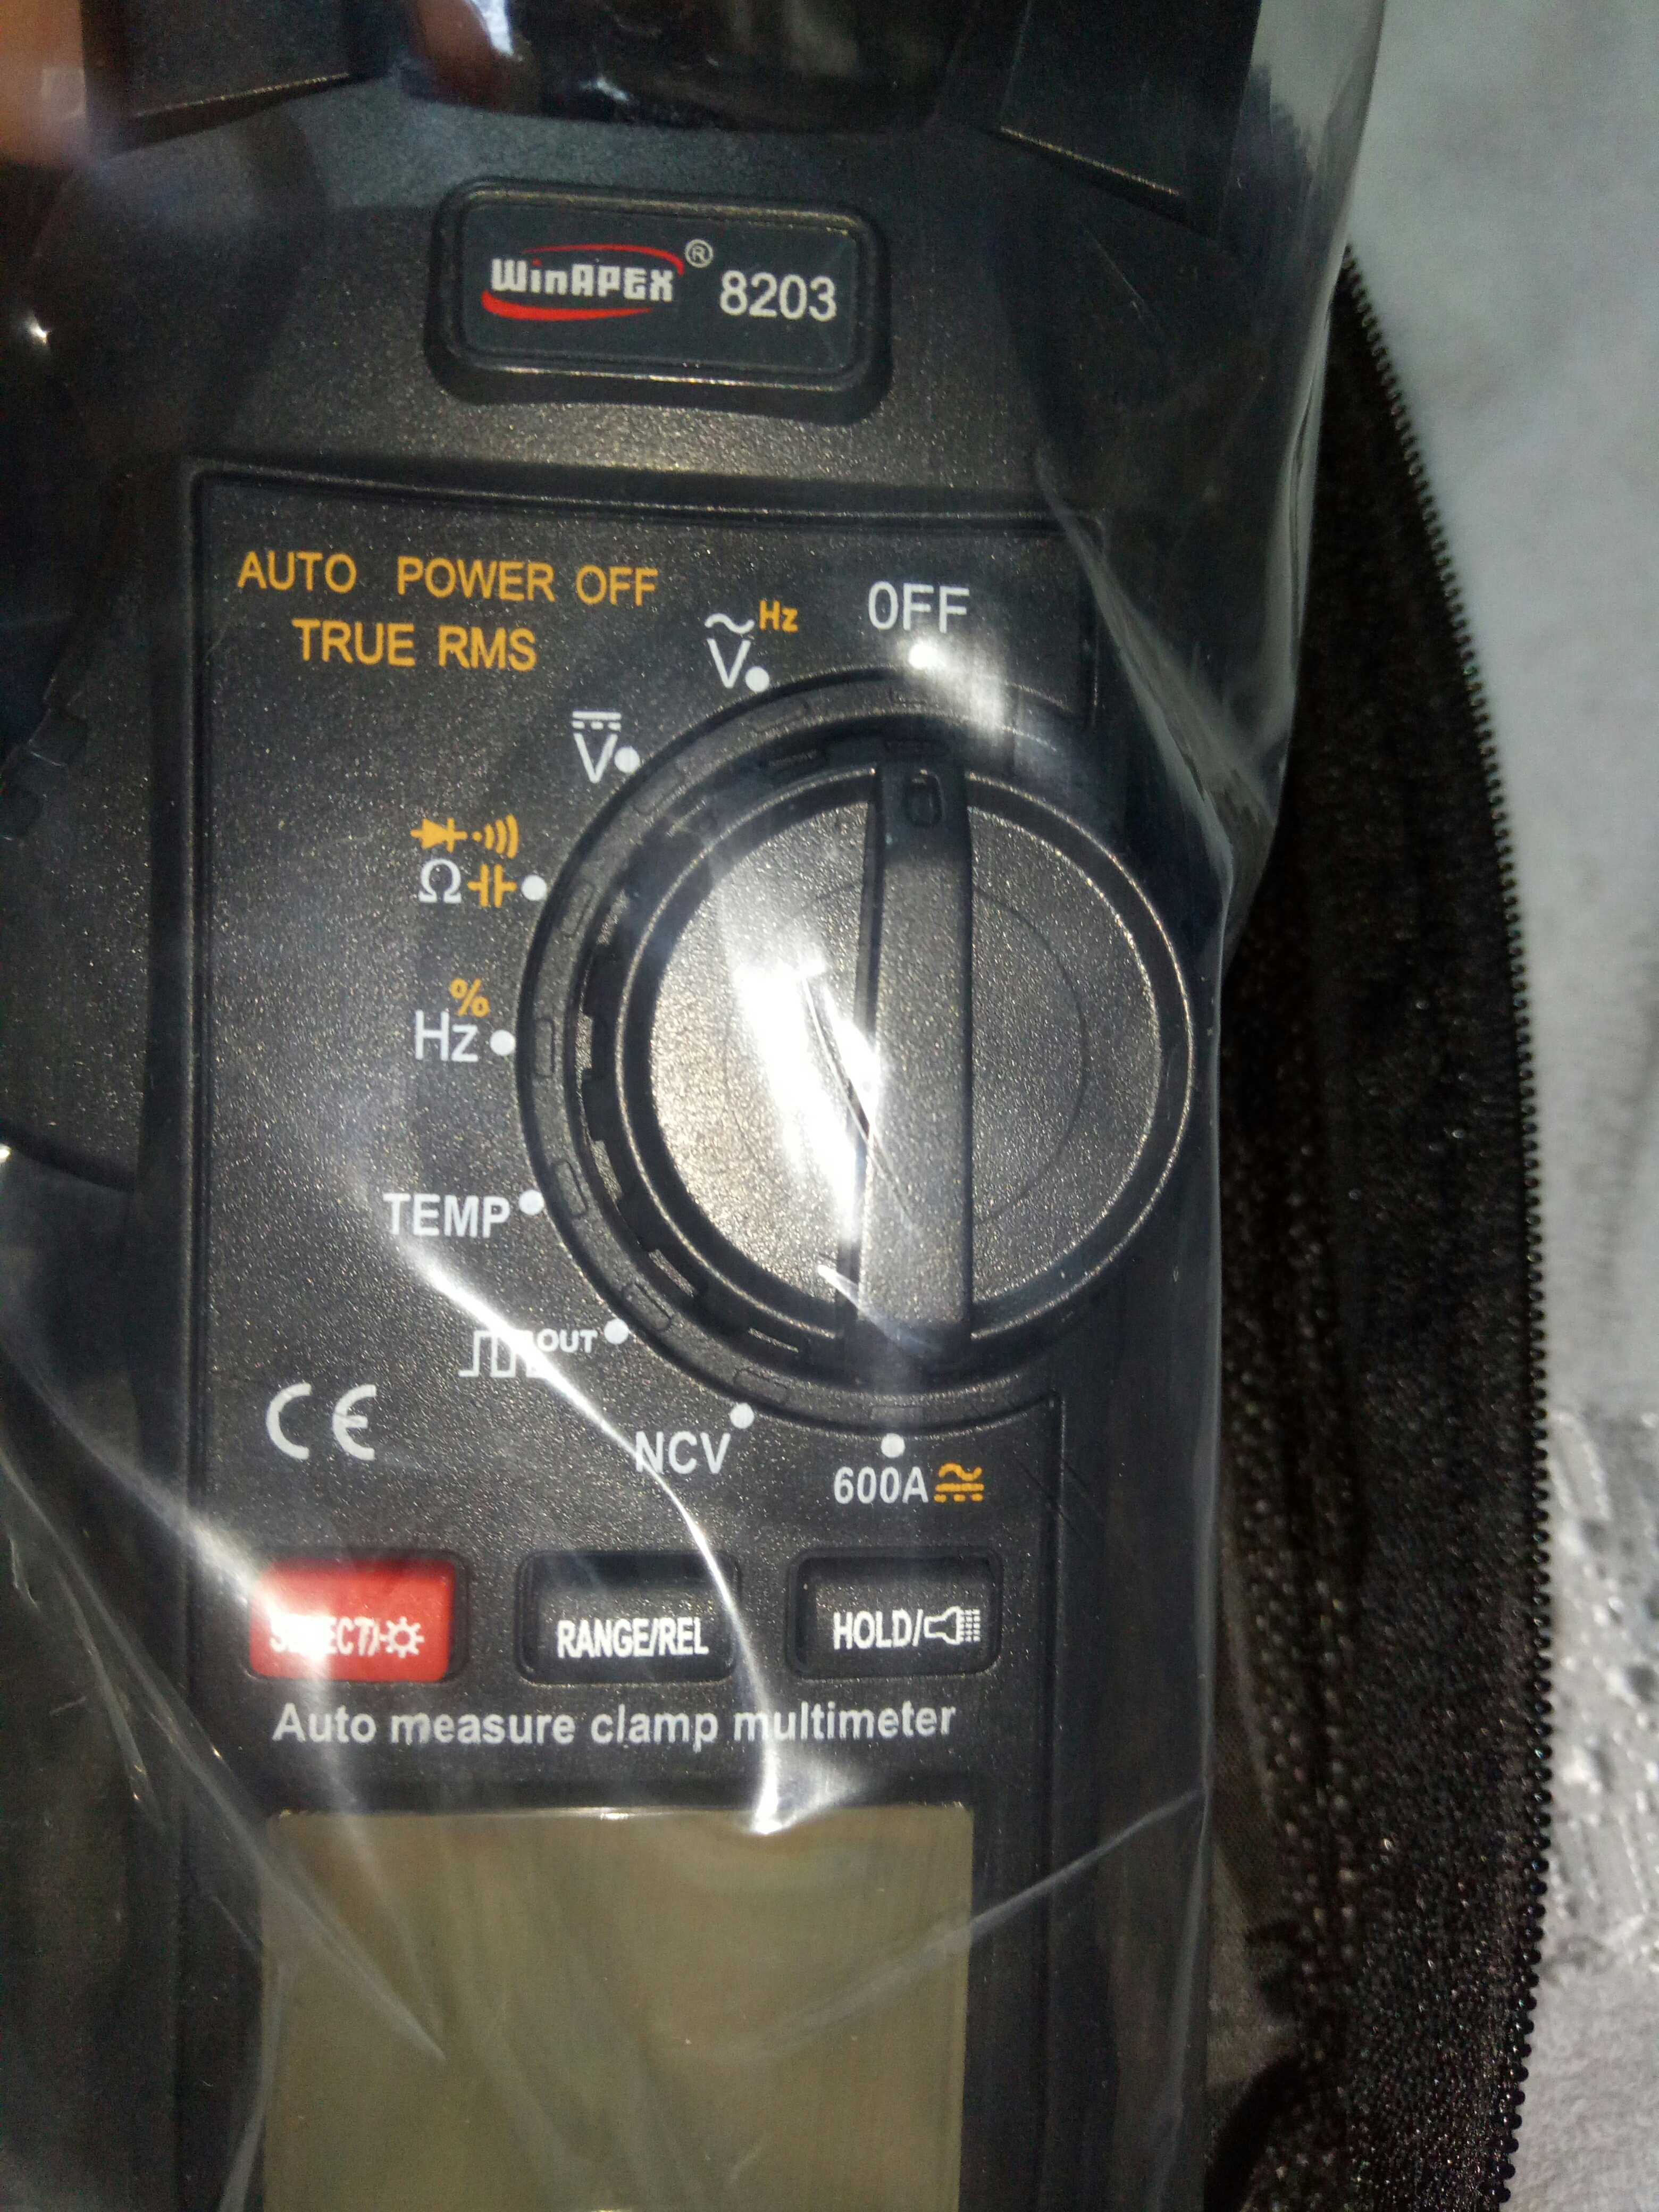 WinAPEX® 8203
AUTO POWER OFF
TRUE RMS
OFF
Hz
V
V
Ω
%
Hz
TEMP
OUT
NCV
600A
CE
SELECT/
RANGE/REL
HOLD/
Auto measure clamp multimeter